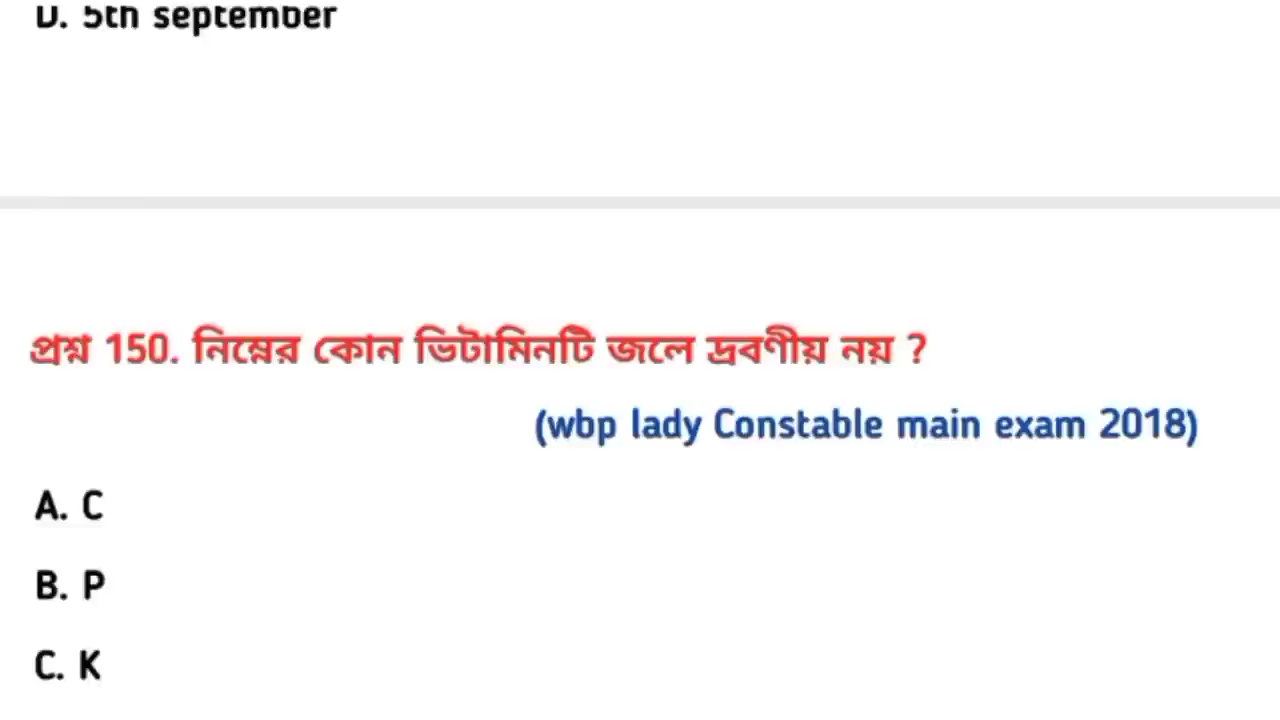 D. 5th september
প্রশ্ন 150. নিম্নের কোন ভিটামিনটি জলে দ্রবণীয় নয় ?
(wbp lady Constable main exam 2018)
A. C
B. P
C. K